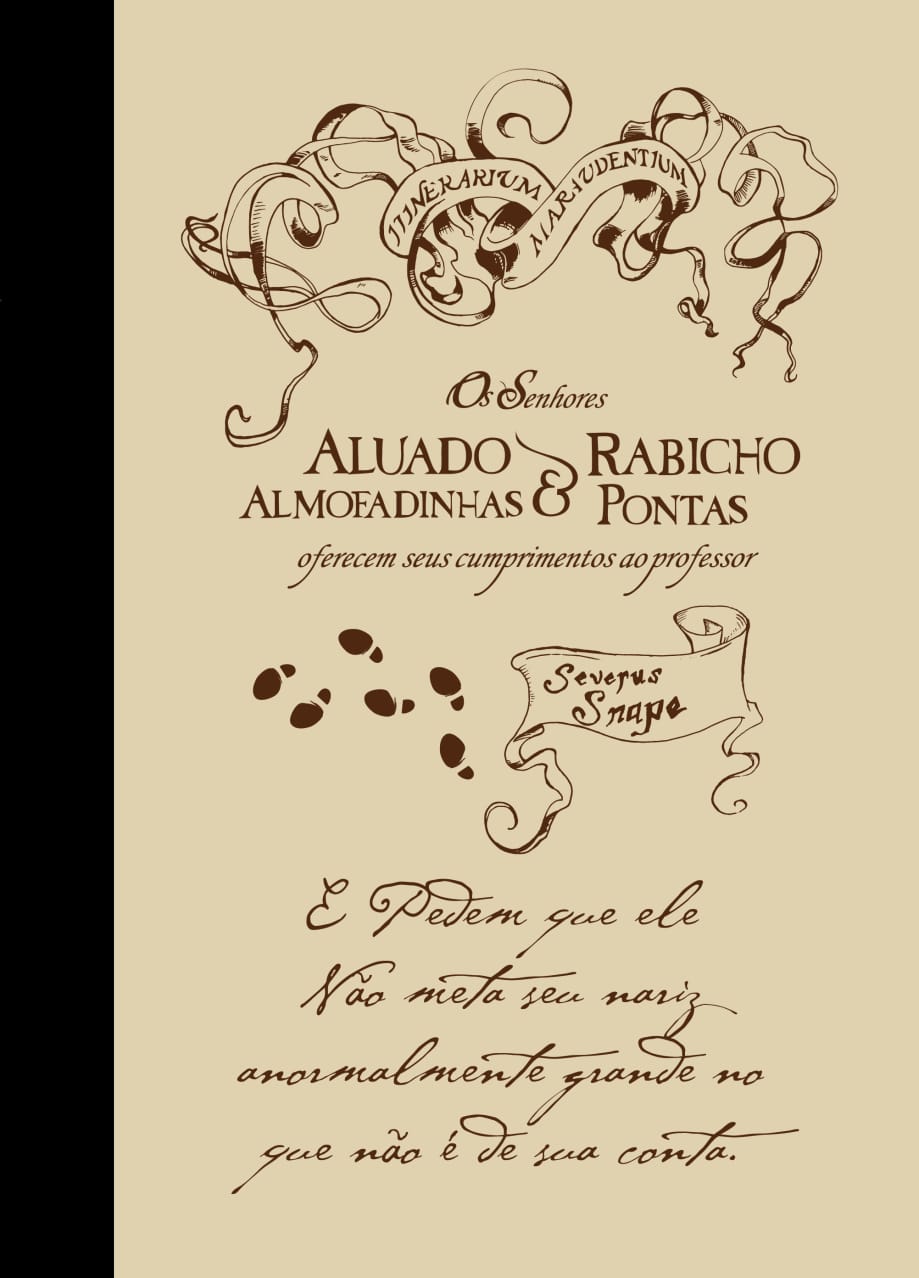 ITINERARIUM MARAUDENTIUM
Os Senhores
ALUADO & RABICHO
ALMOFADINHAS PONTAS
oferecem seus cumprimentos ao professor
Severus
Snape
E Pedem que ele
Não meta seu nariz
anormalmente grande no
que não é de sua conta.